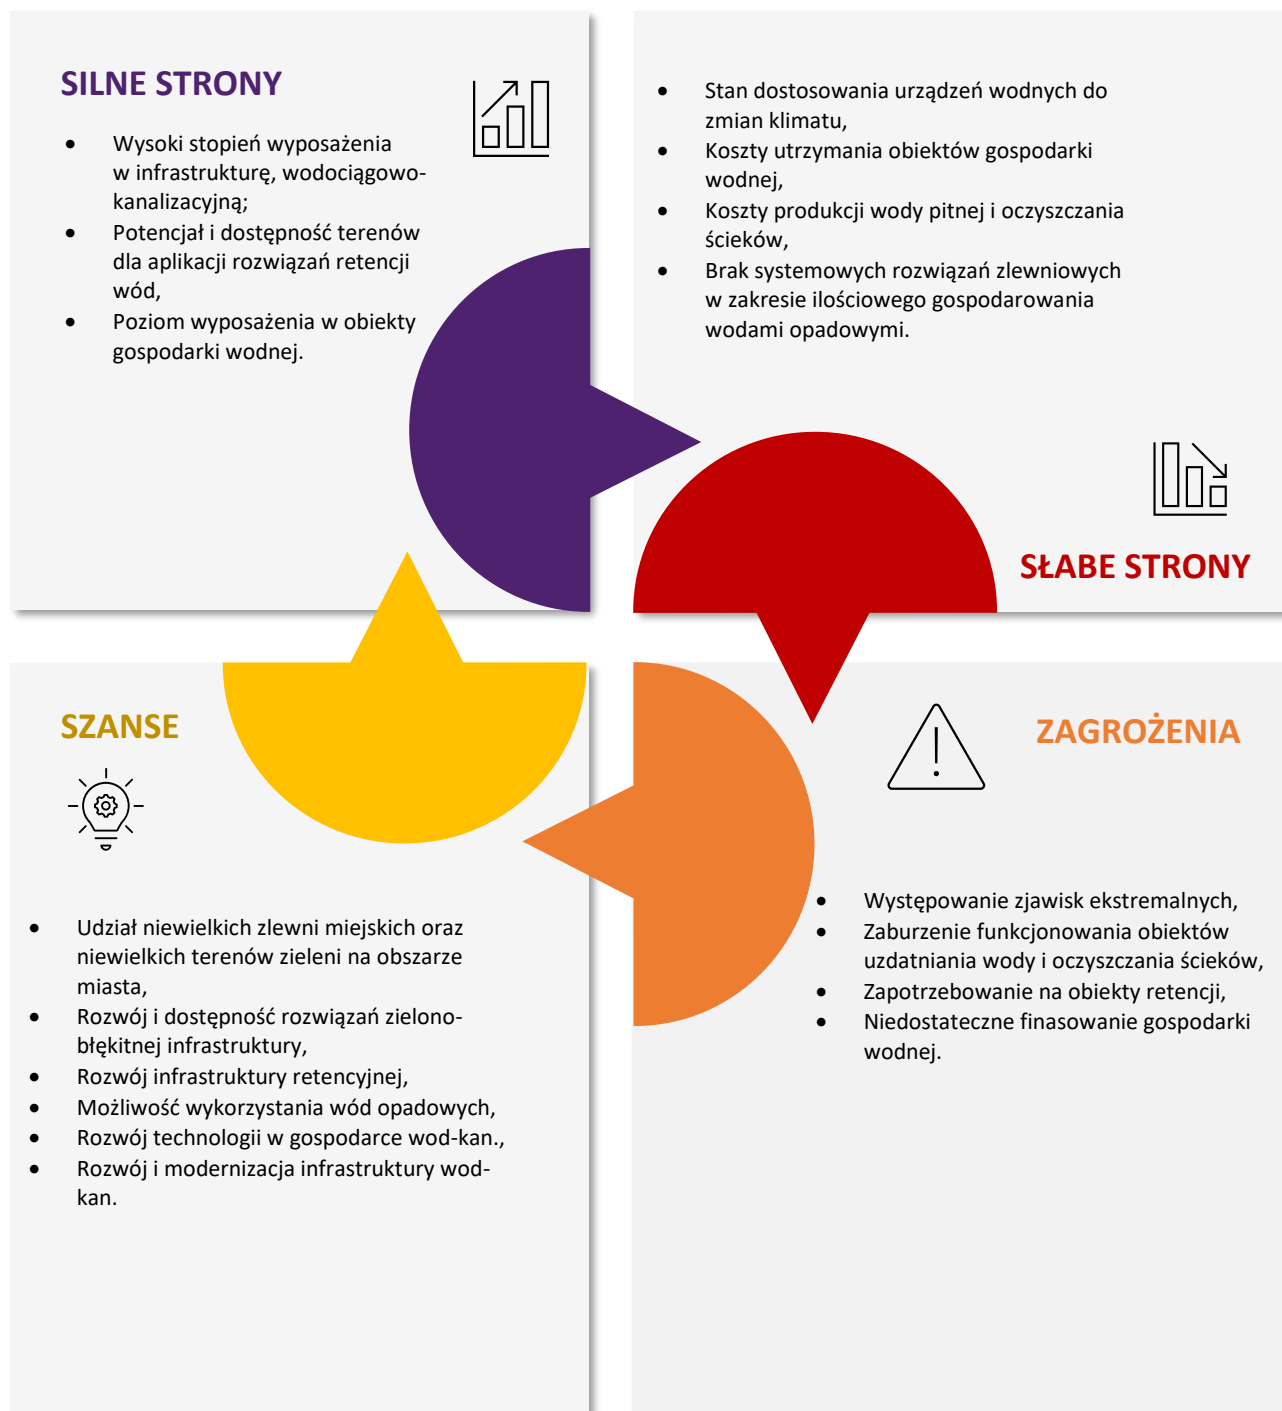 SILNE STRONY
• Wysoki stopień wyposażenia
w infrastrukturę, wodociągowo-
kanalizacyjną;
• Potencjał i dostępność terenów
dla aplikacji rozwiązań retencji
wód,
• Poziom wyposażenia w obiekty
gospodarki wodnej.
• Stan dostosowania urządzeń wodnych do
zmian klimatu,
• Koszty utrzymania obiektów gospodarki
wodnej,
• Koszty produkcji wody pitnej i oczyszczania
ścieków,
• Brak systemowych rozwiązań zlewniowych
w zakresie ilościowego gospodarowania
wodami opadowymi.
SŁABE STRONY
SZANSE
• Udział niewielkich zlewni miejskich oraz
niewielkich terenów zieleni na obszarze
miasta,
• Rozwój i dostępność rozwiązań zielono-
błękitnej infrastruktury,
• Rozwój infrastruktury retencyjnej,
• Możliwość wykorzystania wód opadowych,
• Rozwój technologii w gospodarce wod-kan.,
• Rozwój i modernizacja infrastruktury wod-
kan.
ZAGROŻENIA
• Występowanie zjawisk ekstremalnych,
• Zaburzenie funkcjonowania obiektów
uzdatniania wody i oczyszczania ścieków,
• Zapotrzebowanie na obiekty retencji,
• Niedostateczne finasowanie gospodarki
wodnej.